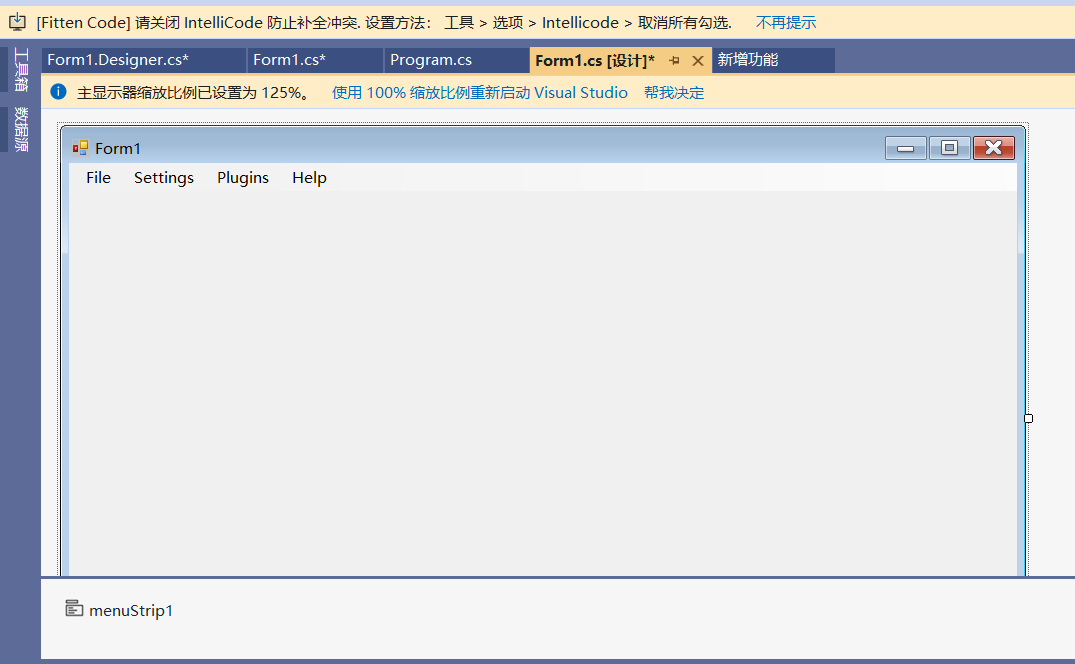 [Fitten Code] 请关闭 IntelliCode 防止补全冲突. 设置方法： 工具 > 选项 > Intellicode > 取消所有勾选. 不再提示
工具箱
数据源
Form1.Designer.cs* Form1.cs* Program.cs Form1.cs [设计]* 新增功能
主显示器缩放比例已设置为 125%。 使用 100% 缩放比例重新启动 Visual Studio 帮我决定
Form1
File Settings Plugins Help
menuStrip1